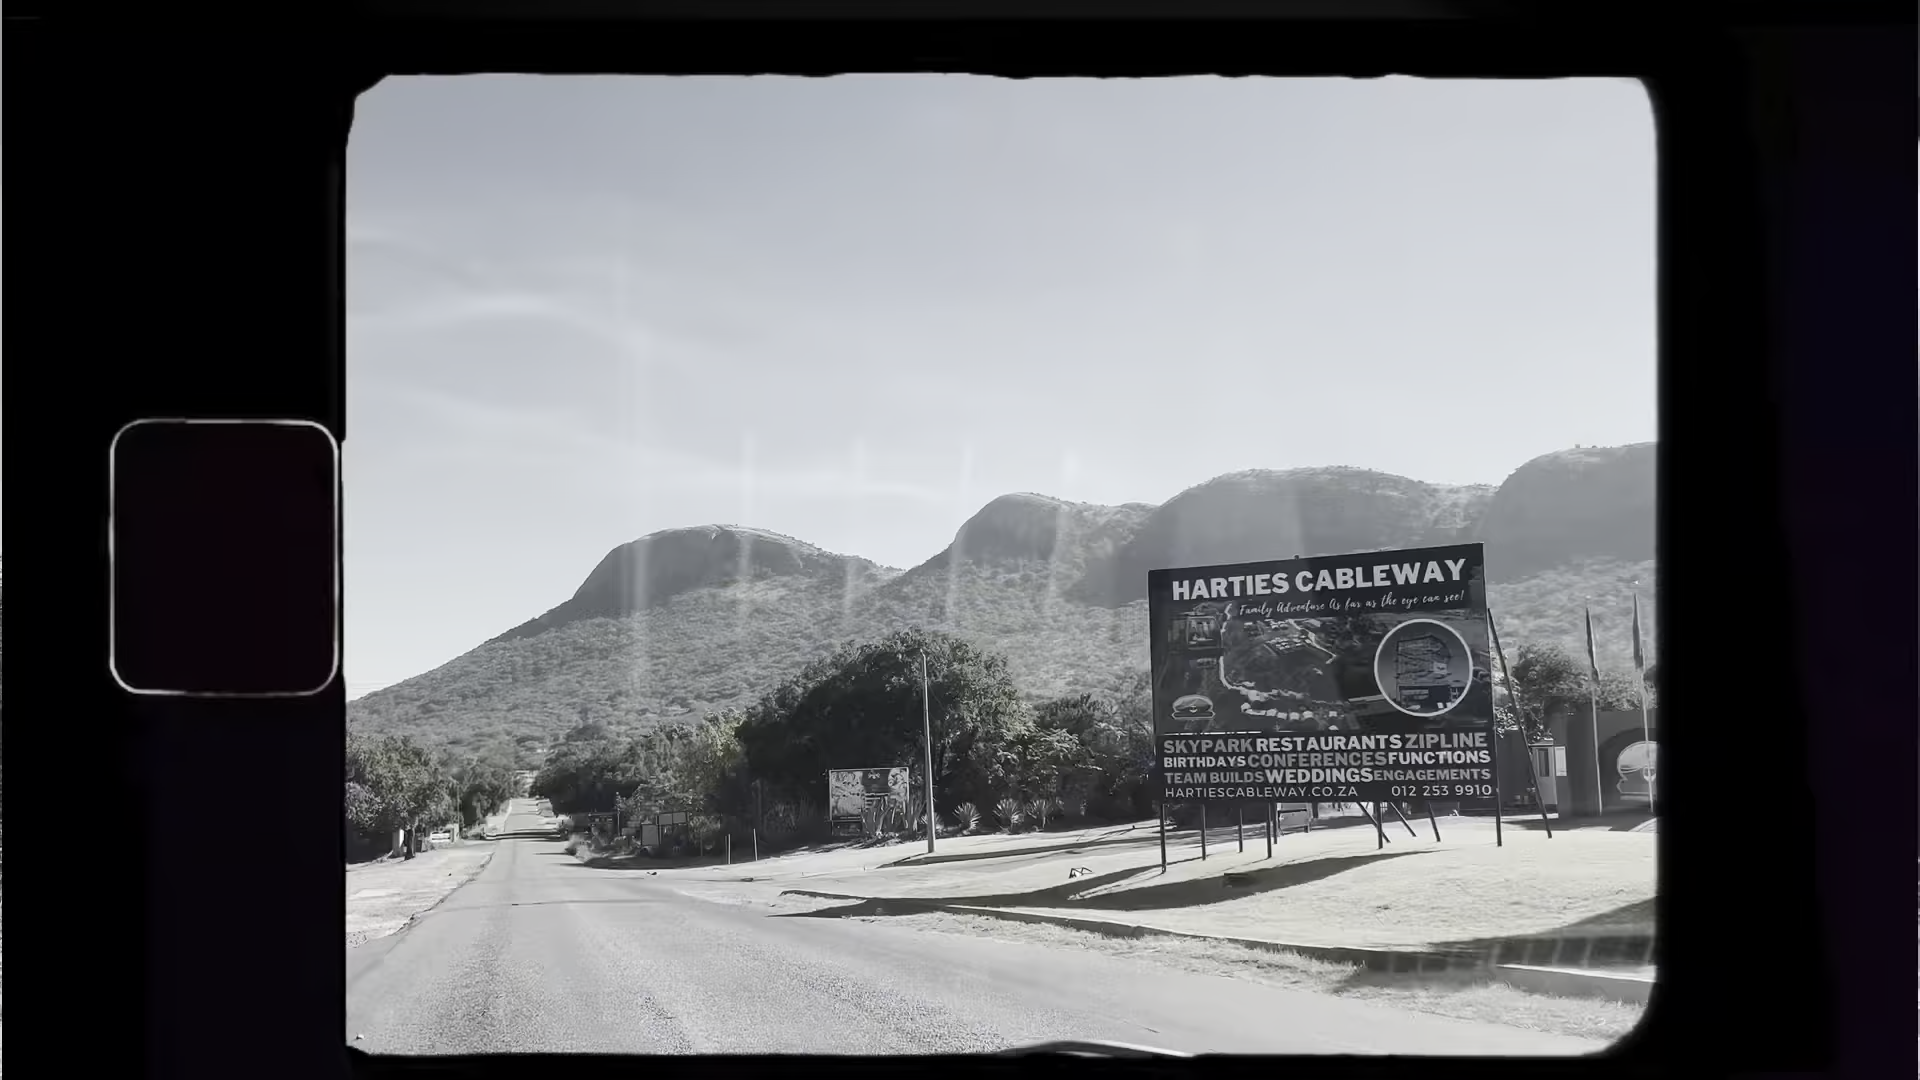 HARTIES CABLEWAY
Family Adventure As far as the eye can see!
SKYPARK RESTAURANTS ZIPLINE
BIRTHDAYS CONFERENCES FUNCTIONS
TEAM BUILDS WEDDINGS ENGAGEMENTS
HARTIESCABLEWAY.CO.ZA 012 253 9910